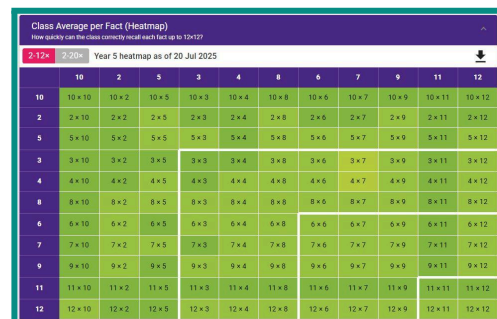 Class Average per Fact (Heatmap)
How quickly can the class correctly recall each fact up to 12×12?
2-12× 2-20× Year 5 heatmap as of 20 Jul 2025
10 2 5 3 4 8 6 7 9 11 12
10 10 × 10 10 × 2 10 × 5 10 × 3 10 × 4 10 × 8 10 × 6 10 × 7 10 × 9 10 × 11 10 × 12
2 2 × 10 2 × 2 2 × 5 2 × 3 2 × 4 2 × 8 2 × 6 2 × 7 2 × 9 2 × 11 2 × 12
5 5 × 10 5 × 2 5 × 5 5 × 3 5 × 4 5 × 8 5 × 6 5 × 7 5 × 9 5 × 11 5 × 12
3 3 × 10 3 × 2 3 × 5 3 × 3 3 × 4 3 × 8 3 × 6 3 × 7 3 × 9 3 × 11 3 × 12
4 4 × 10 4 × 2 4 × 5 4 × 3 4 × 4 4 × 8 4 × 6 4 × 7 4 × 9 4 × 11 4 × 12
8 8 × 10 8 × 2 8 × 5 8 × 3 8 × 4 8 × 8 8 × 6 8 × 7 8 × 9 8 × 11 8 × 12
6 6 × 10 6 × 2 6 × 5 6 × 3 6 × 4 6 × 8 6 × 6 6 × 7 6 × 9 6 × 11 6 × 12
7 7 × 10 7 × 2 7 × 5 7 × 3 7 × 4 7 × 8 7 × 6 7 × 7 7 × 9 7 × 11 7 × 12
9 9 × 10 9 × 2 9 × 5 9 × 3 9 × 4 9 × 8 9 × 6 9 × 7 9 × 9 9 × 11 9 × 12
11 11 × 10 11 × 2 11 × 5 11 × 3 11 × 4 11 × 8 11 × 6 11 × 7 11 × 9 11 × 11 11 × 12
12 12 × 10 12 × 2 12 × 5 12 × 3 12 × 4 12 × 8 12 × 6 12 × 7 12 × 9 12 × 11 12 × 12